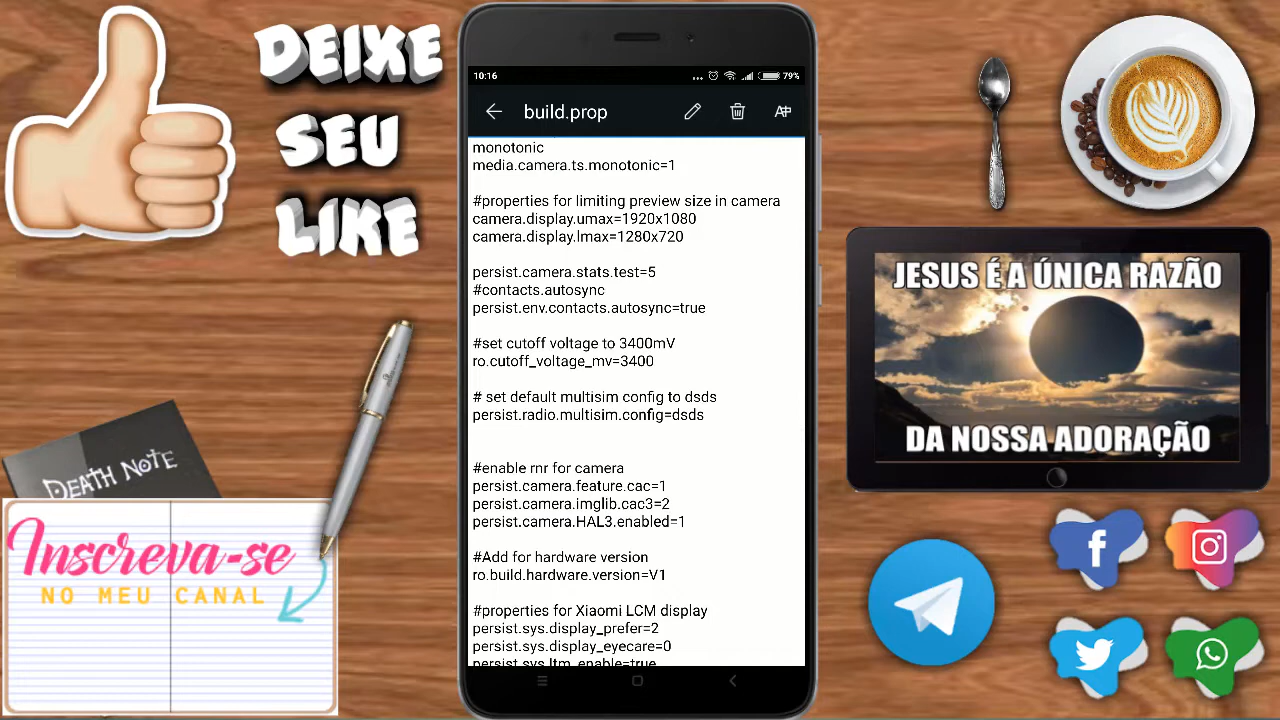 DEIXE
SEU
LIKE
10:16
79%
build.prop
monotonic
media.camera.ts.monotonic=1
#properties for limiting preview size in camera
camera.display.umax=1920x1080
camera.display.lmax=1280x720
persist.camera.stats.test=5
#contacts.autosync
persist.env.contacts.autosync=true
#set cutoff voltage to 3400mV
ro.cutoff_voltage_mv=3400
# set default multisim config to dsds
persist.radio.multisim.config=dsds
#enable rnr for camera
persist.camera.feature.cac=1
persist.camera.imglib.cac3=2
persist.camera.HAL3.enabled=1
#Add for hardware version
ro.build.hardware.version=V1
#properties for Xiaomi LCM display
persist.sys.display_prefer=2
persist.sys.display_eyecare=0
persist.sys.ltm_enable=true
JESUS É A ÚNICA RAZÃO
DA NOSSA ADORAÇÃO
DEATH NOTE
Inscreva-se
NO MEU CANAL